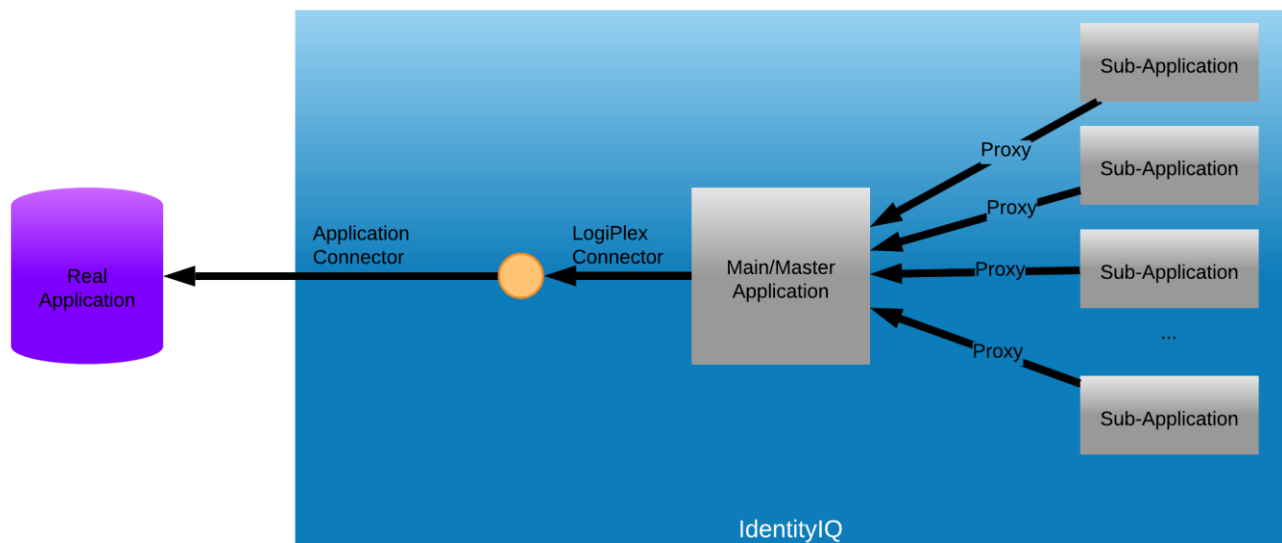 Sub-Application
Proxy
Sub-Application
Proxy
Application
Connector
LogiPlex
Connector
Real
Application
Main/Master
Application
Proxy
Sub-Application
...
Proxy
Sub-Application
IdentityIQ